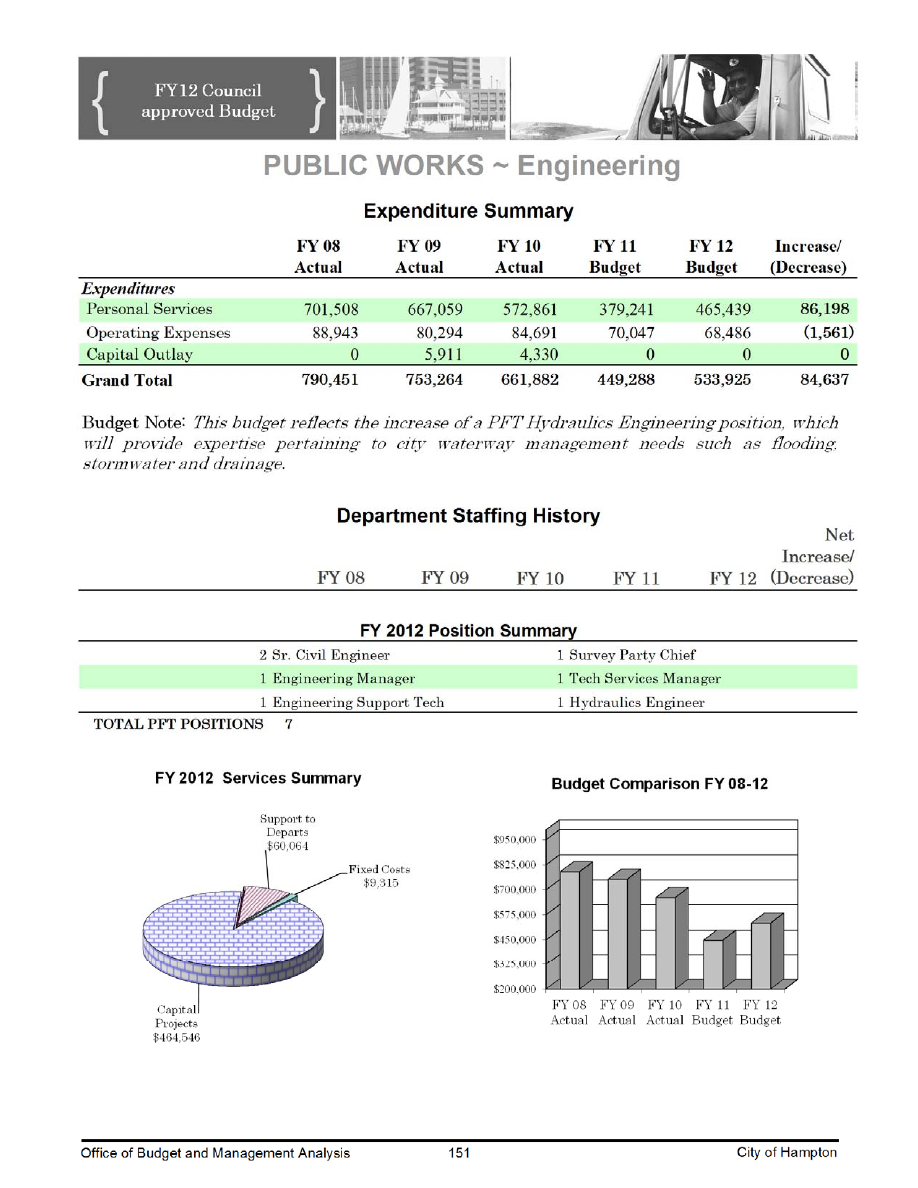 FY12 Council
approved Budget
PUBLIC WORKS ~ Engineering
Expenditure Summary
FY 08 FY 09 FY 10 FY 11 FY 12 Increase/
Actual Actual Actual Budget Budget (Decrease)
Expenditures
Personal Services 701,508 667,059 572,861 379,241 465,439 86,198
Operating Expenses 88,943 80,294 84,691 70,047 68,486 (1,561)
Capital Outlay 0 5,911 4,330 0 0 0
Grand Total 790,451 753,264 661,882 449,288 533,925 84,637
Budget Note: This budget reflects the increase of a PFT Hydraulics Engineering position, which
will provide expertise pertaining to city waterway management needs such as flooding,
stormwater and drainage.
Department Staffing History
Net
Increase/
FY 08 FY 09 FY 10 FY 11 FY 12 (Decrease)
FY 2012 Position Summary
2 Sr. Civil Engineer 1 Survey Party Chief
1 Engineering Manager 1 Tech Services Manager
1 Engineering Support Tech 1 Hydraulics Engineer
TOTAL PFT POSITIONS 7
FY 2012 Services Summary
Support to
Departs
$60,064
Fixed Costs
$9,315
Capital
Projects
$464,546
Budget Comparison FY 08-12
$950,000
$825,000
$700,000
$575,000
$450,000
$325,000
$200,000
FY 08 FY 09 FY 10 FY 11 FY 12
Actual Actual Actual Budget Budget
Office of Budget and Management Analysis 151 City of Hampton